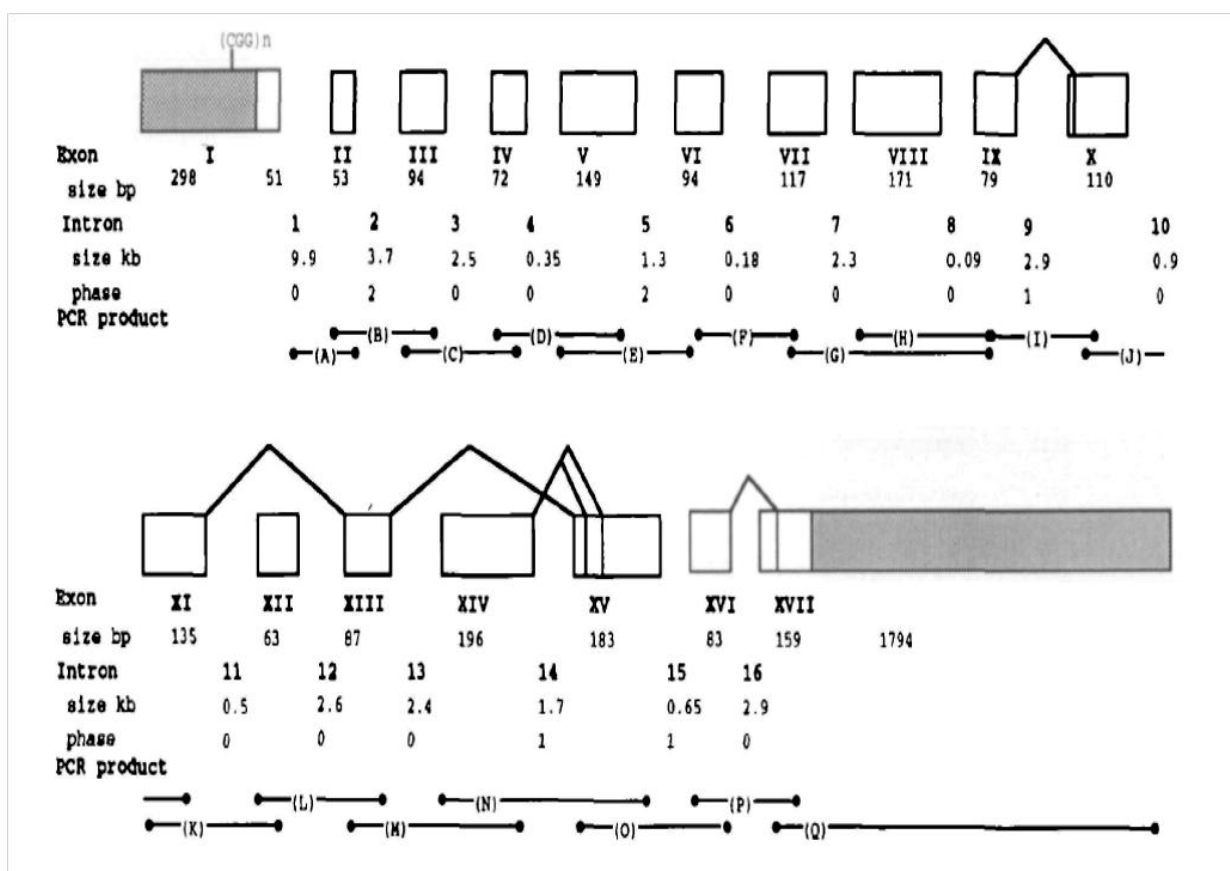 (CGG)n
Exon I II III IV V VI VII VIII IX X
size bp 298 51 53 94 72 149 94 117 171 79 110
Intron 1 2 3 4 5 6 7 8 9 10
size kb 9.9 3.7 2.5 0.35 1.3 0.18 2.3 0.09 2.9 0.9
phase 0 2 0 0 2 0 0 0 1 0
PCR product
(B) (D) (F) (H) (I)
(A) (C) (E) (G) (J)
Exon XI XII XIII XIV XV XVI XVII
size bp 135 63 87 196 183 83 159 1794
Intron 11 12 13 14 15 16
size kb 0.5 2.6 2.4 1.7 0.65 2.9
phase 0 0 0 1 1 0
PCR product
(L) (N) (P)
(K) (M) (O) (Q)